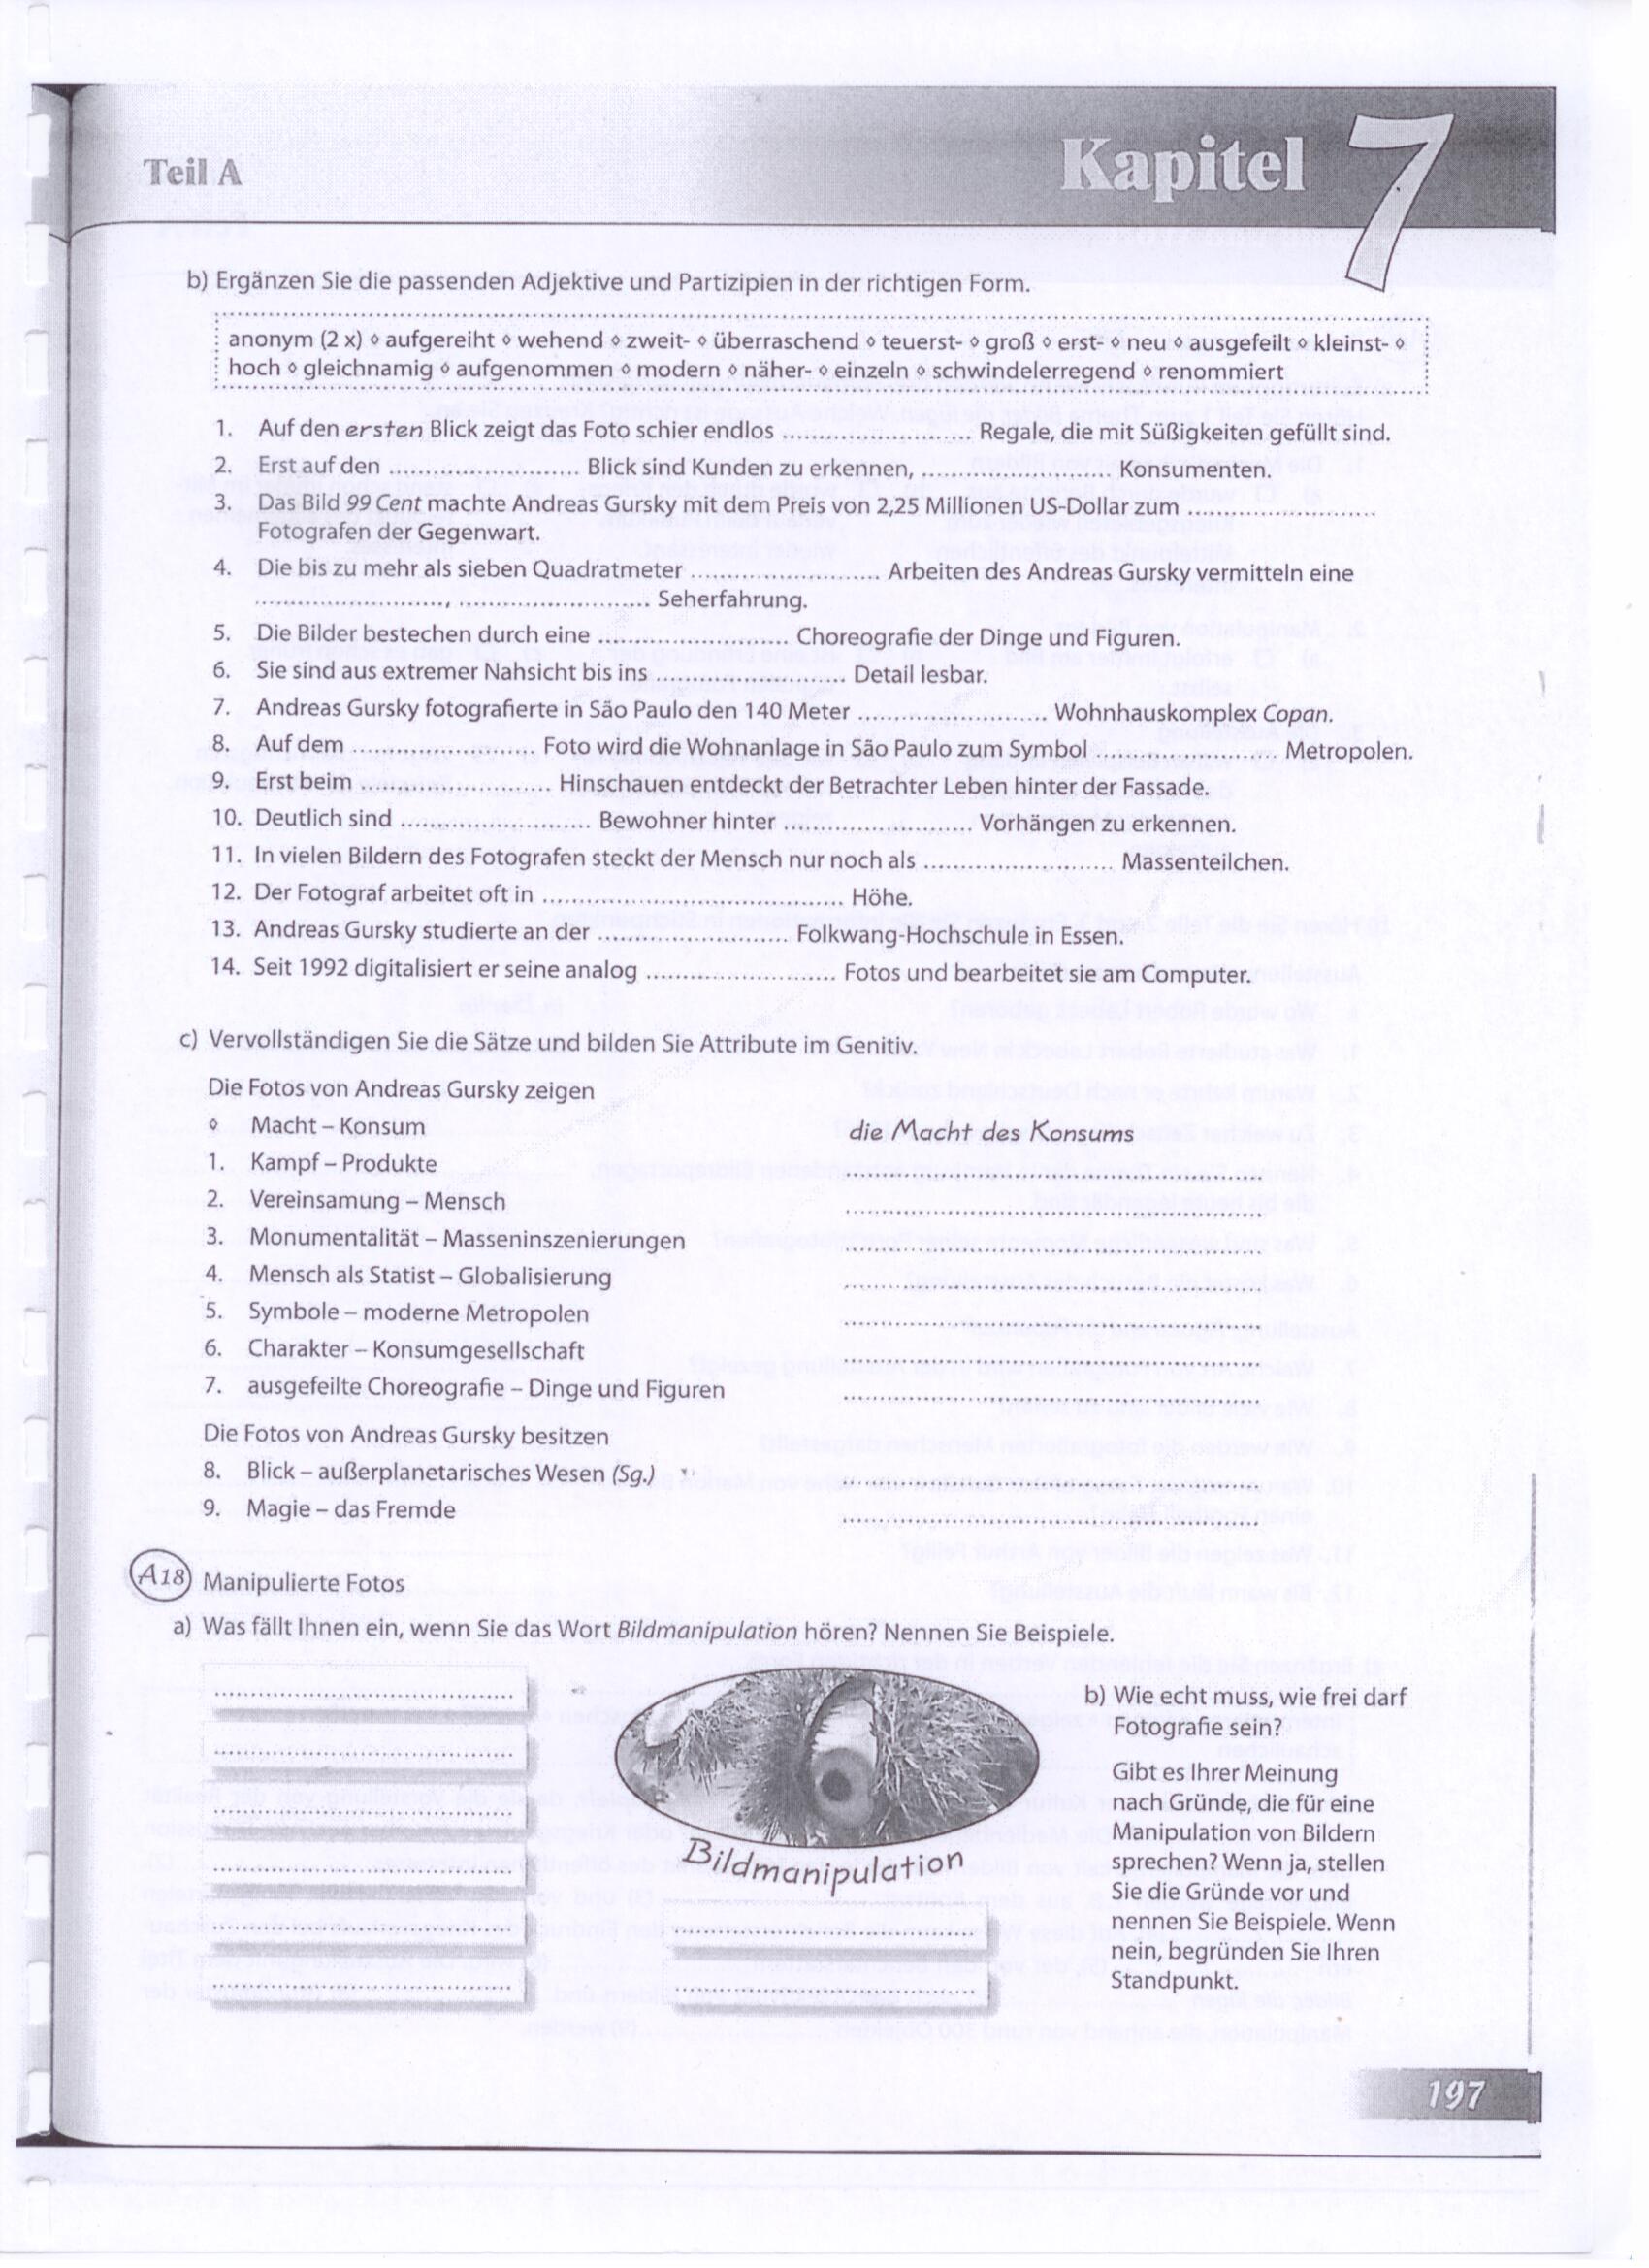 Teil A
Kapitel 7
b) Ergänzen Sie die passenden Adjektive und Partizipien in der richtigen Form.
anonym (2 x) ⋄ aufgereiht ⋄ wehend ⋄ zweit- ⋄ überraschend ⋄ teuerst- ⋄ groß ⋄ erst- ⋄ neu ⋄ ausgefeilt ⋄ kleinst- ⋄
hoch ⋄ gleichnamig ⋄ aufgenommen ⋄ modern ⋄ näher- ⋄ einzeln ⋄ schwindelerregend ⋄ renommiert
1. Auf den ersten Blick zeigt das Foto schier endlos ........................ Regale, die mit Süßigkeiten gefüllt sind.
2. Erst auf den ........................ Blick sind Kunden zu erkennen, ........................ Konsumenten.
3. Das Bild 99 Cent machte Andreas Gursky mit dem Preis von 2,25 Millionen US-Dollar zum ........................
Fotografen der Gegenwart.
4. Die bis zu mehr als sieben Quadratmeter ........................ Arbeiten des Andreas Gursky vermitteln eine
........................, ........................ Seherfahrung.
5. Die Bilder bestechen durch eine ........................ Choreografie der Dinge und Figuren.
6. Sie sind aus extremer Nahsicht bis ins ........................ Detail lesbar.
7. Andreas Gursky fotografierte in São Paulo den 140 Meter ........................ Wohnhauskomplex Copan.
8. Auf dem ........................ Foto wird die Wohnanlage in São Paulo zum Symbol ........................ Metropolen.
9. Erst beim ........................ Hinschauen entdeckt der Betrachter Leben hinter der Fassade.
10. Deutlich sind ........................ Bewohner hinter ........................ Vorhängen zu erkennen.
11. In vielen Bildern des Fotografen steckt der Mensch nur noch als ........................ Massenteilchen.
12. Der Fotograf arbeitet oft in ...................................... Höhe.
13. Andreas Gursky studierte an der ........................ Folkwang-Hochschule in Essen.
14. Seit 1992 digitalisiert er seine analog ........................ Fotos und bearbeitet sie am Computer.
c) Vervollständigen Sie die Sätze und bilden Sie Attribute im Genitiv.
Die Fotos von Andreas Gursky zeigen
⋄ Macht – Konsum die Macht des Konsums
1. Kampf – Produkte ........................
2. Vereinsamung – Mensch ........................
3. Monumentalität – Masseninszenierungen ........................
4. Mensch als Statist – Globalisierung ........................
5. Symbole – moderne Metropolen ........................
6. Charakter – Konsumgesellschaft ........................
7. ausgefeilte Choreografie – Dinge und Figuren ........................
Die Fotos von Andreas Gursky besitzen
8. Blick – außerplanetarisches Wesen (Sg.) ........................
9. Magie – das Fremde ........................
A18 Manipulierte Fotos
a) Was fällt Ihnen ein, wenn Sie das Wort Bildmanipulation hören? Nennen Sie Beispiele.
Bildmanipulation
b) Wie echt muss, wie frei darf
Fotografie sein?
Gibt es Ihrer Meinung
nach Gründe, die für eine
Manipulation von Bildern
sprechen? Wenn ja, stellen
Sie die Gründe vor und
nennen Sie Beispiele. Wenn
nein, begründen Sie Ihren
Standpunkt.
197